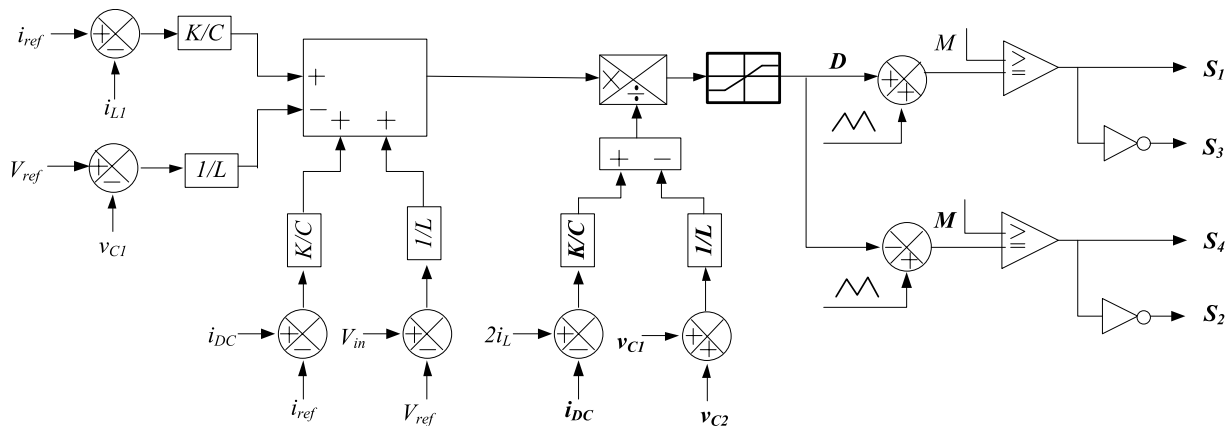 i_ref
K/C
i_L1
V_ref
1/L
v_C1
K/C
1/L
i_DC
i_ref
V_in
V_ref
K/C
1/L
2i_L
i_DC
v_C1
v_C2
D
M
S_1
S_3
M
S_4
S_2